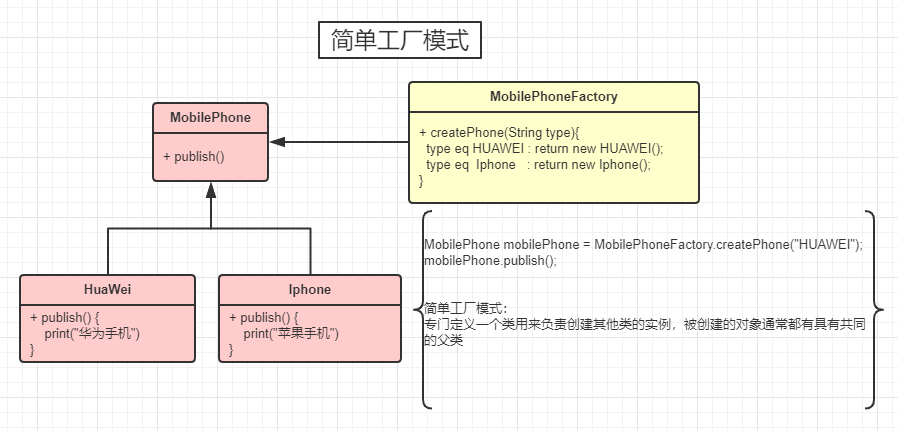 简单工厂模式
MobilePhone
+ publish()
MobilePhoneFactory
+ createPhone(String type){
type eq HUAWEI : return new HUAWEI();
type eq Iphone : return new Iphone();
}
HuaWei
+ publish() {
print("华为手机")
}
Iphone
+ publish() {
print("苹果手机")
}
MobilePhone mobilePhone = MobilePhoneFactory.createPhone("HUAWEI");
mobilePhone.publish();
简单工厂模式：
专门定义一个类用来负责创建其他类的实例，被创建的对象通常都有具有共同
的父类